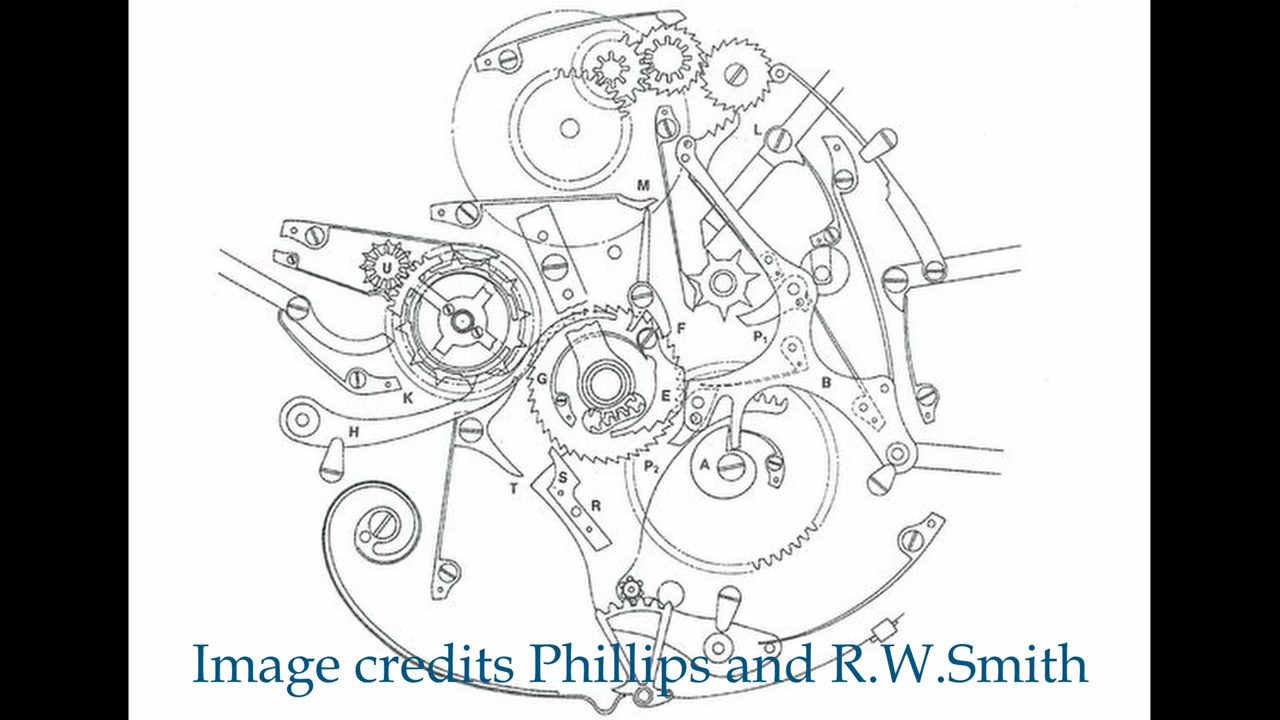 L
M
U
F
P₁
G
E
B
K
H
P₂
A
S
T
R
Image credits Phillips and R.W.Smith